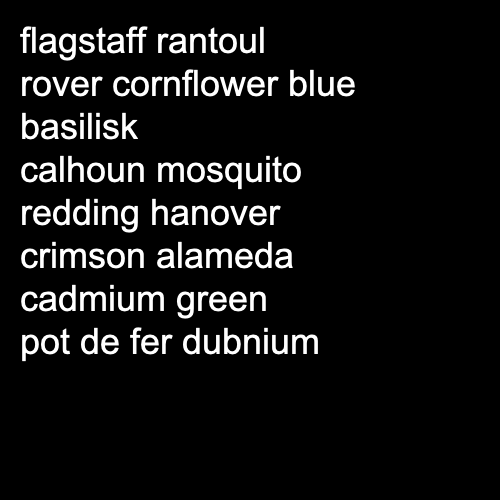 flagstaff rantoul
rover cornflower blue
basilisk
calhoun mosquito
redding hanover
crimson alameda
cadmium green
pot de fer dubnium